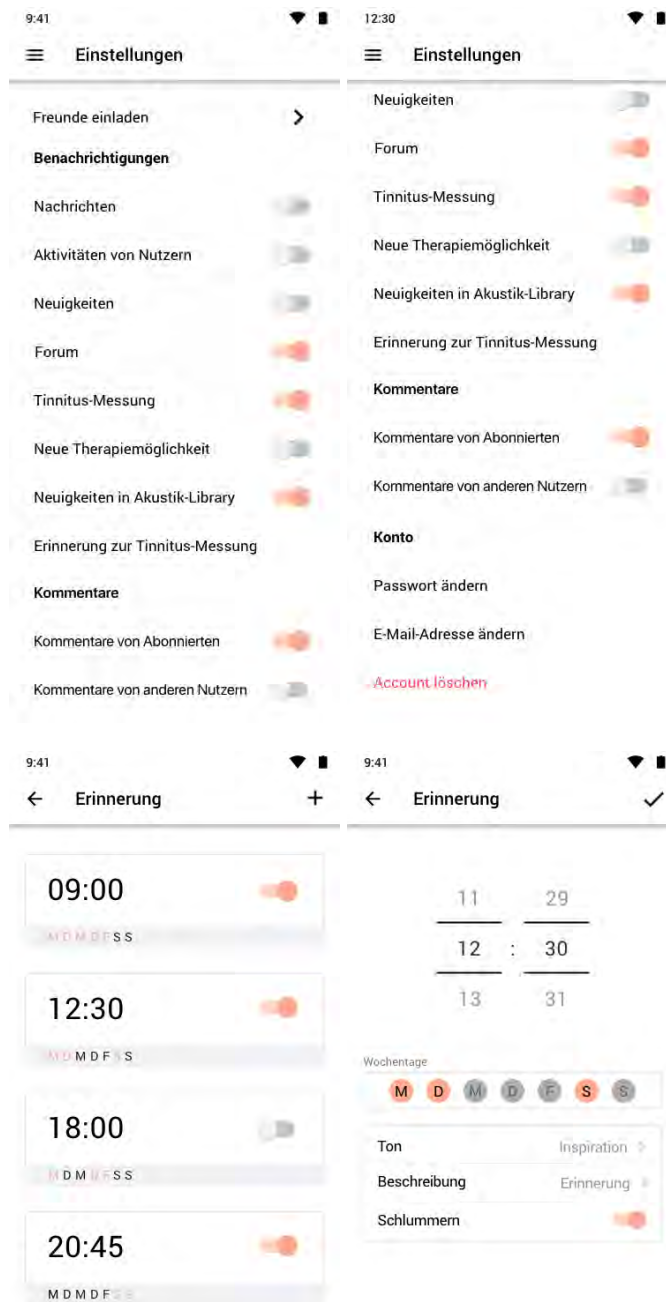 9:41
Einstellungen
Freunde einladen
Benachrichtigungen
Nachrichten
Aktivitäten von Nutzern
Neuigkeiten
Forum
Tinnitus-Messung
Neue Therapiemöglichkeit
Neuigkeiten in Akustik-Library
Erinnerung zur Tinnitus-Messung
Kommentare
Kommentare von Abonnierten
Kommentare von anderen Nutzern
12:30
Einstellungen
Neuigkeiten
Forum
Tinnitus-Messung
Neue Therapiemöglichkeit
Neuigkeiten in Akustik-Library
Erinnerung zur Tinnitus-Messung
Kommentare
Kommentare von Abonnierten
Kommentare von anderen Nutzern
Konto
Passwort ändern
E-Mail-Adresse ändern
Account löschen
9:41
Erinnerung
09:00
M D M D F S S
12:30
M D M D F S S
18:00
M D M D F S S
20:45
M D M D F S S
9:41
Erinnerung
11 29
12 : 30
13 31
Wochentage
M D M D F S S
Ton Inspiration
Beschreibung Erinnerung
Schlummern